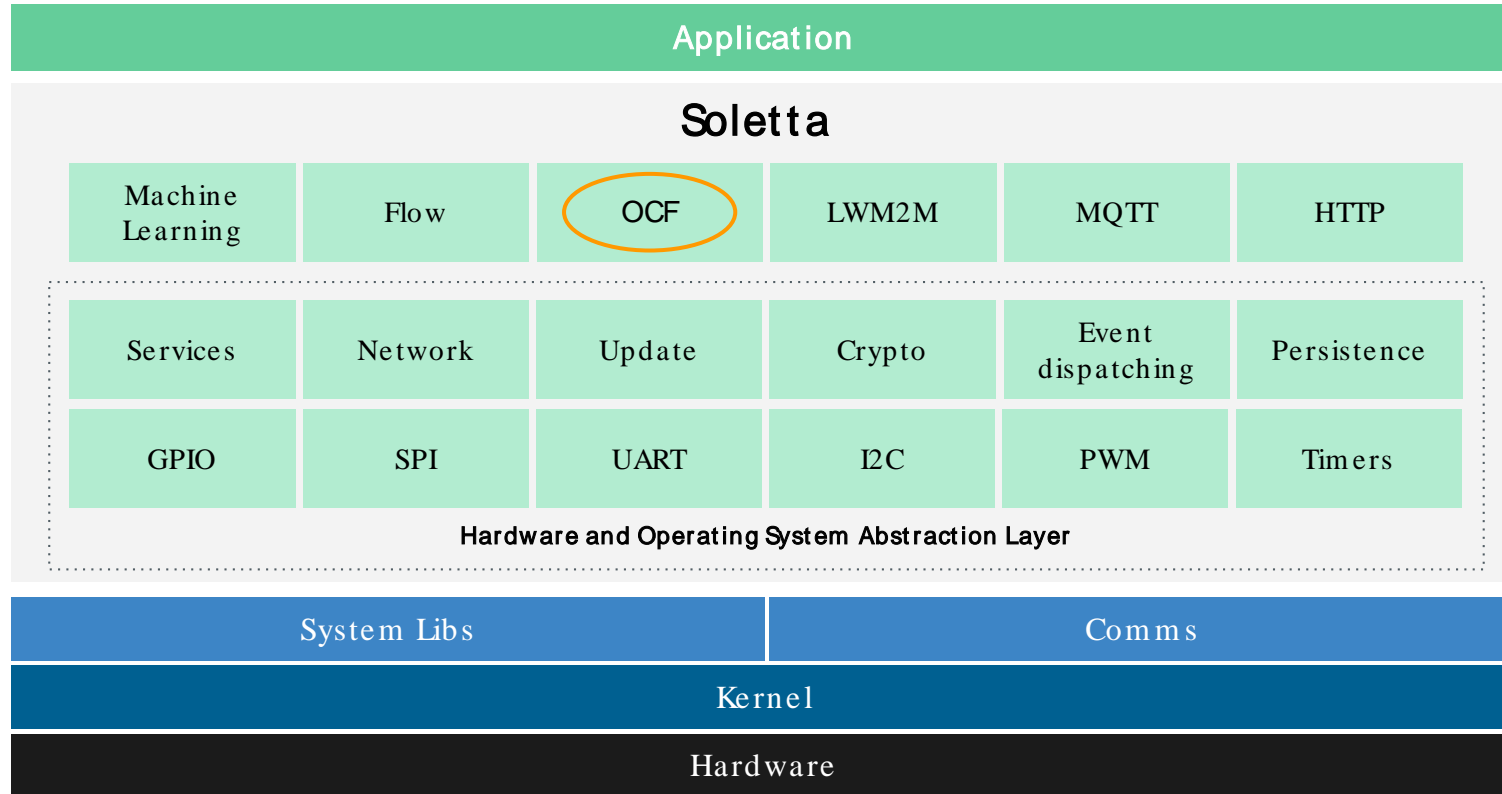 Application
Soletta
Machine
Learning
Flow
OCF
LWM2M
MQTT
HTTP
Services
Network
Update
Crypto
Event
dispatching
Persistence
GPIO
SPI
UART
I2C
PWM
Timers
Hardware and Operating System Abstraction Layer
System Libs
Comms
Kernel
Hardware